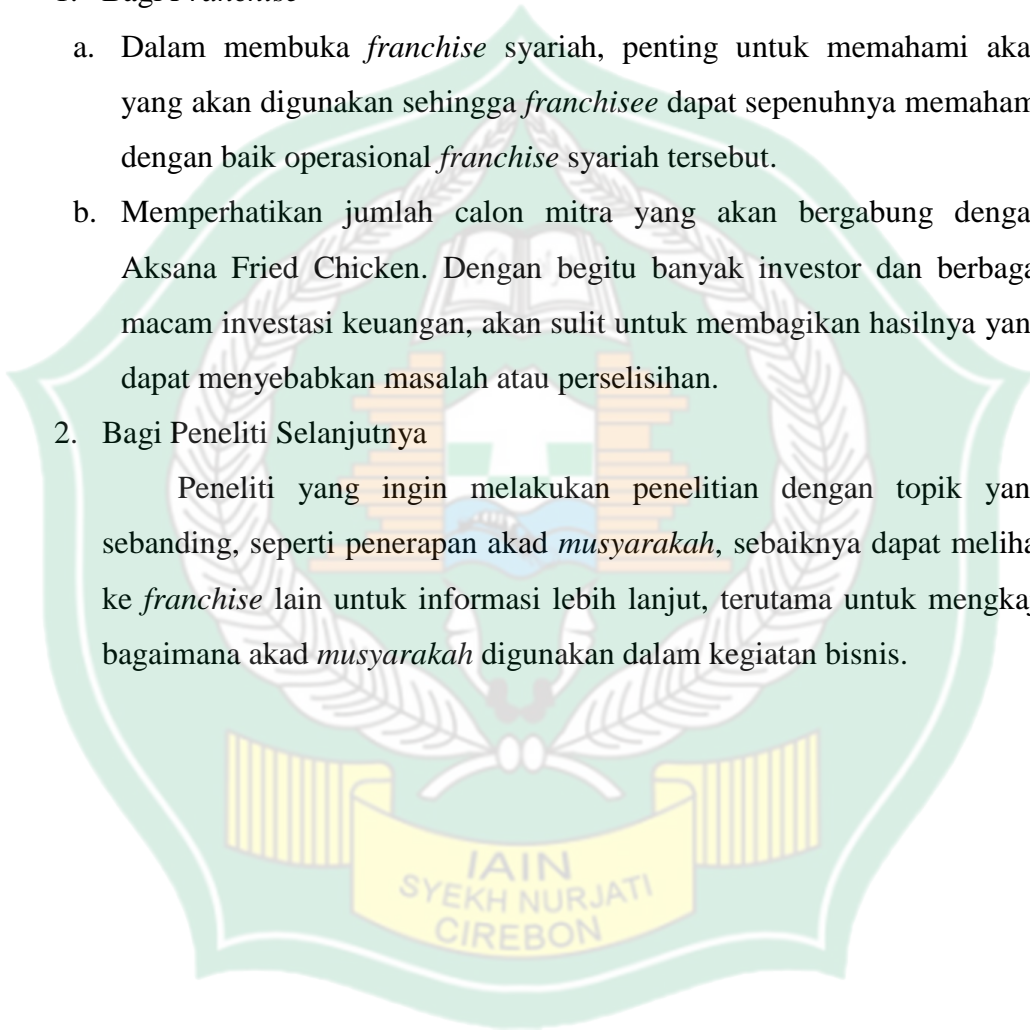 1. Bagi Franchise
a. Dalam membuka franchise syariah, penting untuk memahami aka
yang akan digunakan sehingga franchisee dapat sepenuhnya memaham
dengan baik operasional franchise syariah tersebut.
b. Memperhatikan jumlah calon mitra yang akan bergabung denga
Aksana Fried Chicken. Dengan begitu banyak investor dan berbaga
macam investasi keuangan, akan sulit untuk membagikan hasilnya yan
dapat menyebabkan masalah atau perselisihan.
2. Bagi Peneliti Selanjutnya
Peneliti yang ingin melakukan penelitian dengan topik yan
sebanding, seperti penerapan akad musyarakah, sebaiknya dapat meliha
ke franchise lain untuk informasi lebih lanjut, terutama untuk mengkaj
bagaimana akad musyarakah digunakan dalam kegiatan bisnis.
IAIN
SYEKH NURJATI
CIREBON